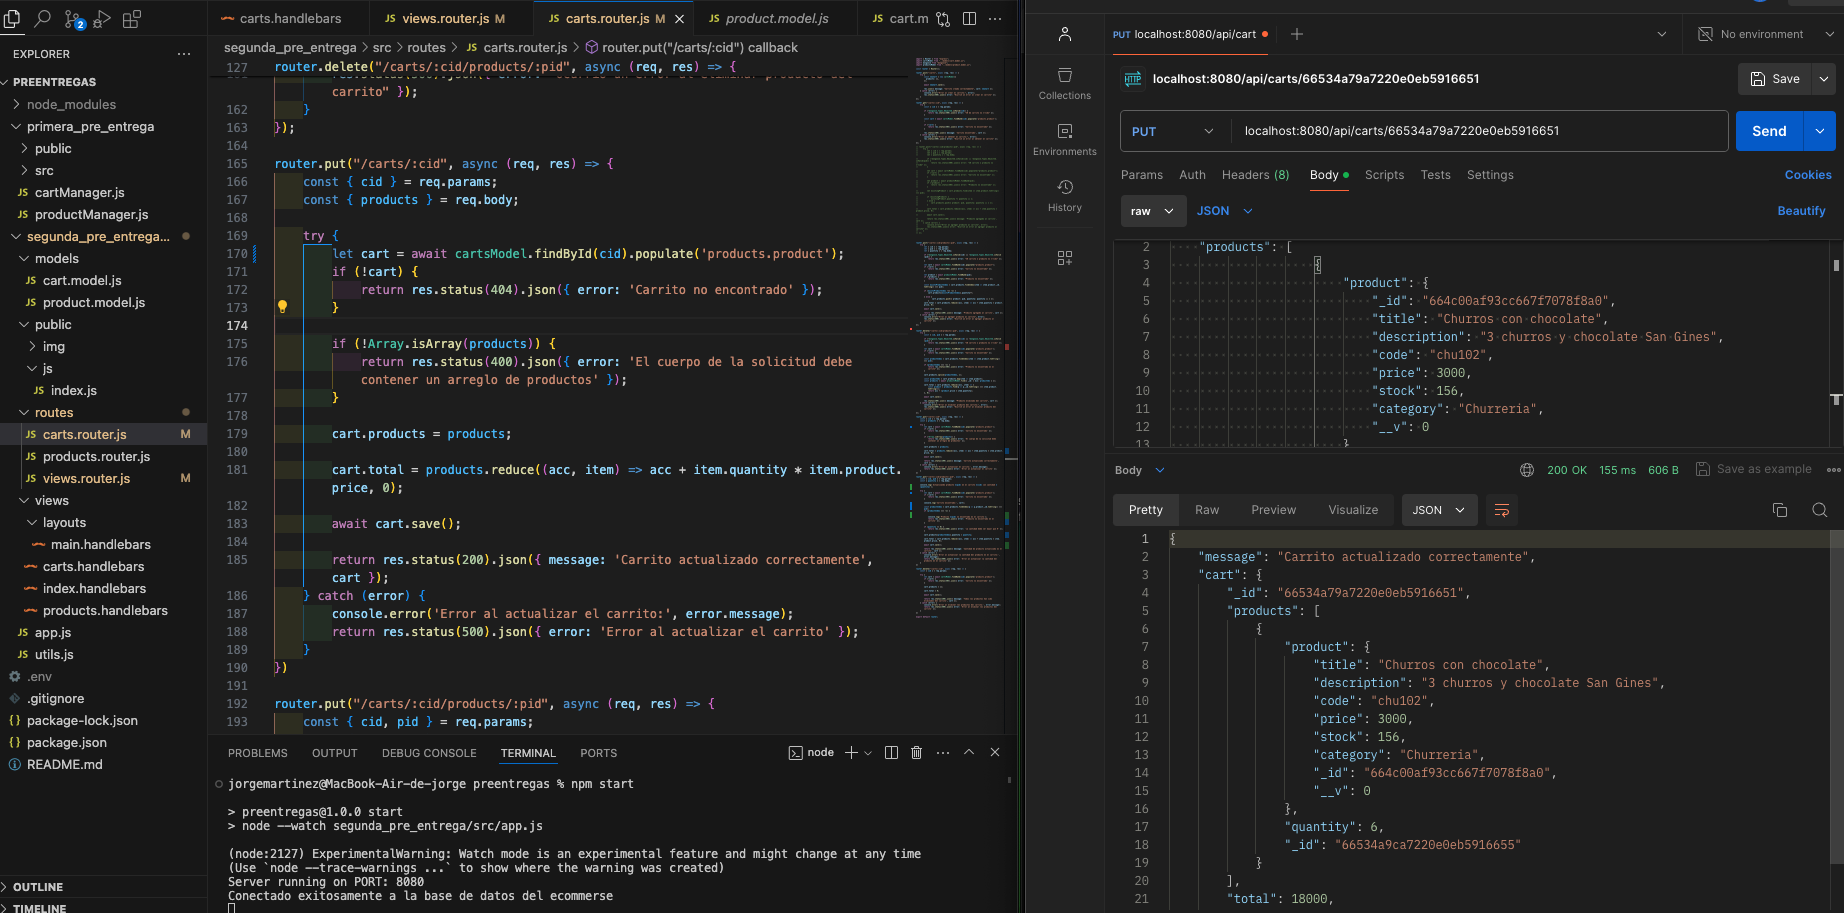 carts.handlebars
JS views.router.js M
JS carts.router.js M
JS product.model.js
JS cart.m
EXPLORER
segunda_pre_entrega > src > routes > JS carts.router.js > router.put("/carts/:cid") callback
PREENTREGAS
node_modules
primera_pre_entrega
public
src
JS cartManager.js
JS productManager.js
segunda_pre_entrega...
models
JS cart.model.js
JS product.model.js
public
img
js
JS index.js
routes
JS carts.router.js M
JS products.router.js
JS views.router.js M
views
layouts
main.handlebars
carts.handlebars
index.handlebars
products.handlebars
JS app.js
JS utils.js
.env
.gitignore
{} package-lock.json
{} package.json
README.md
OUTLINE
TIMELINE
127 router.delete("/carts/:cid/products/:pid", async (req, res) => {
carrito" });
162 }
163 });
164
165 router.put("/carts/:cid", async (req, res) => {
166 const { cid } = req.params;
167 const { products } = req.body;
168
169 try {
170 let cart = await cartsModel.findById(cid).populate('products.product');
171 if (!cart) {
172 return res.status(404).json({ error: 'Carrito no encontrado' });
173 }
174
175 if (!Array.isArray(products)) {
176 return res.status(400).json({ error: 'El cuerpo de la solicitud debe
contener un arreglo de productos' });
177 }
178
179 cart.products = products;
180
181 cart.total = products.reduce((acc, item) => acc + item.quantity * item.product.
price, 0);
182
183 await cart.save();
184
185 return res.status(200).json({ message: 'Carrito actualizado correctamente',
cart });
186 } catch (error) {
187 console.error('Error al actualizar el carrito:', error.message);
188 return res.status(500).json({ error: 'Error al actualizar el carrito' });
189 }
190 })
191
192 router.put("/carts/:cid/products/:pid", async (req, res) => {
193 const { cid, pid } = req.params;
PROBLEMS OUTPUT DEBUG CONSOLE TERMINAL PORTS
node
jorgemartinez@MacBook-Air-de-jorge preentregas % npm start
> preentregas@1.0.0 start
> node --watch segunda_pre_entrega/src/app.js
(node:2127) ExperimentalWarning: Watch mode is an experimental feature and might change at any time
(Use `node --trace-warnings ...` to show where the warning was created)
Server running on PORT: 8080
Conectado exitosamente a la base de datos del ecommerse
Collections
Environments
History
PUT localhost:8080/api/cart
No environment
HTTP localhost:8080/api/carts/66534a79a7220e0eb5916651
Save
PUT localhost:8080/api/carts/66534a79a7220e0eb5916651
Send
Params Auth Headers (8) Body Scripts Tests Settings
Cookies
raw JSON
Beautify
2 "products": [
3 {
4 "product": {
5 "_id": "664c00af93cc667f7078f8a0",
6 "title": "Churros con chocolate",
7 "description": "3 churros y chocolate San Gines",
8 "code": "chu102",
9 "price": 3000,
10 "stock": 156,
11 "category": "Churreria",
12 "__v": 0
13 }
Body
200 OK 155 ms 606 B
Save as example
Pretty Raw Preview Visualize JSON
1 {
2 "message": "Carrito actualizado correctamente",
3 "cart": {
4 "_id": "66534a79a7220e0eb5916651",
5 "products": [
6 {
7 "product": {
8 "title": "Churros con chocolate",
9 "description": "3 churros y chocolate San Gines",
10 "code": "chu102",
11 "price": 3000,
12 "stock": 156,
13 "category": "Churreria",
14 "_id": "664c00af93cc667f7078f8a0",
15 "__v": 0
16 },
17 "quantity": 6,
18 "_id": "66534a9ca7220e0eb5916655"
19 }
20 ],
21 "total": 18000,